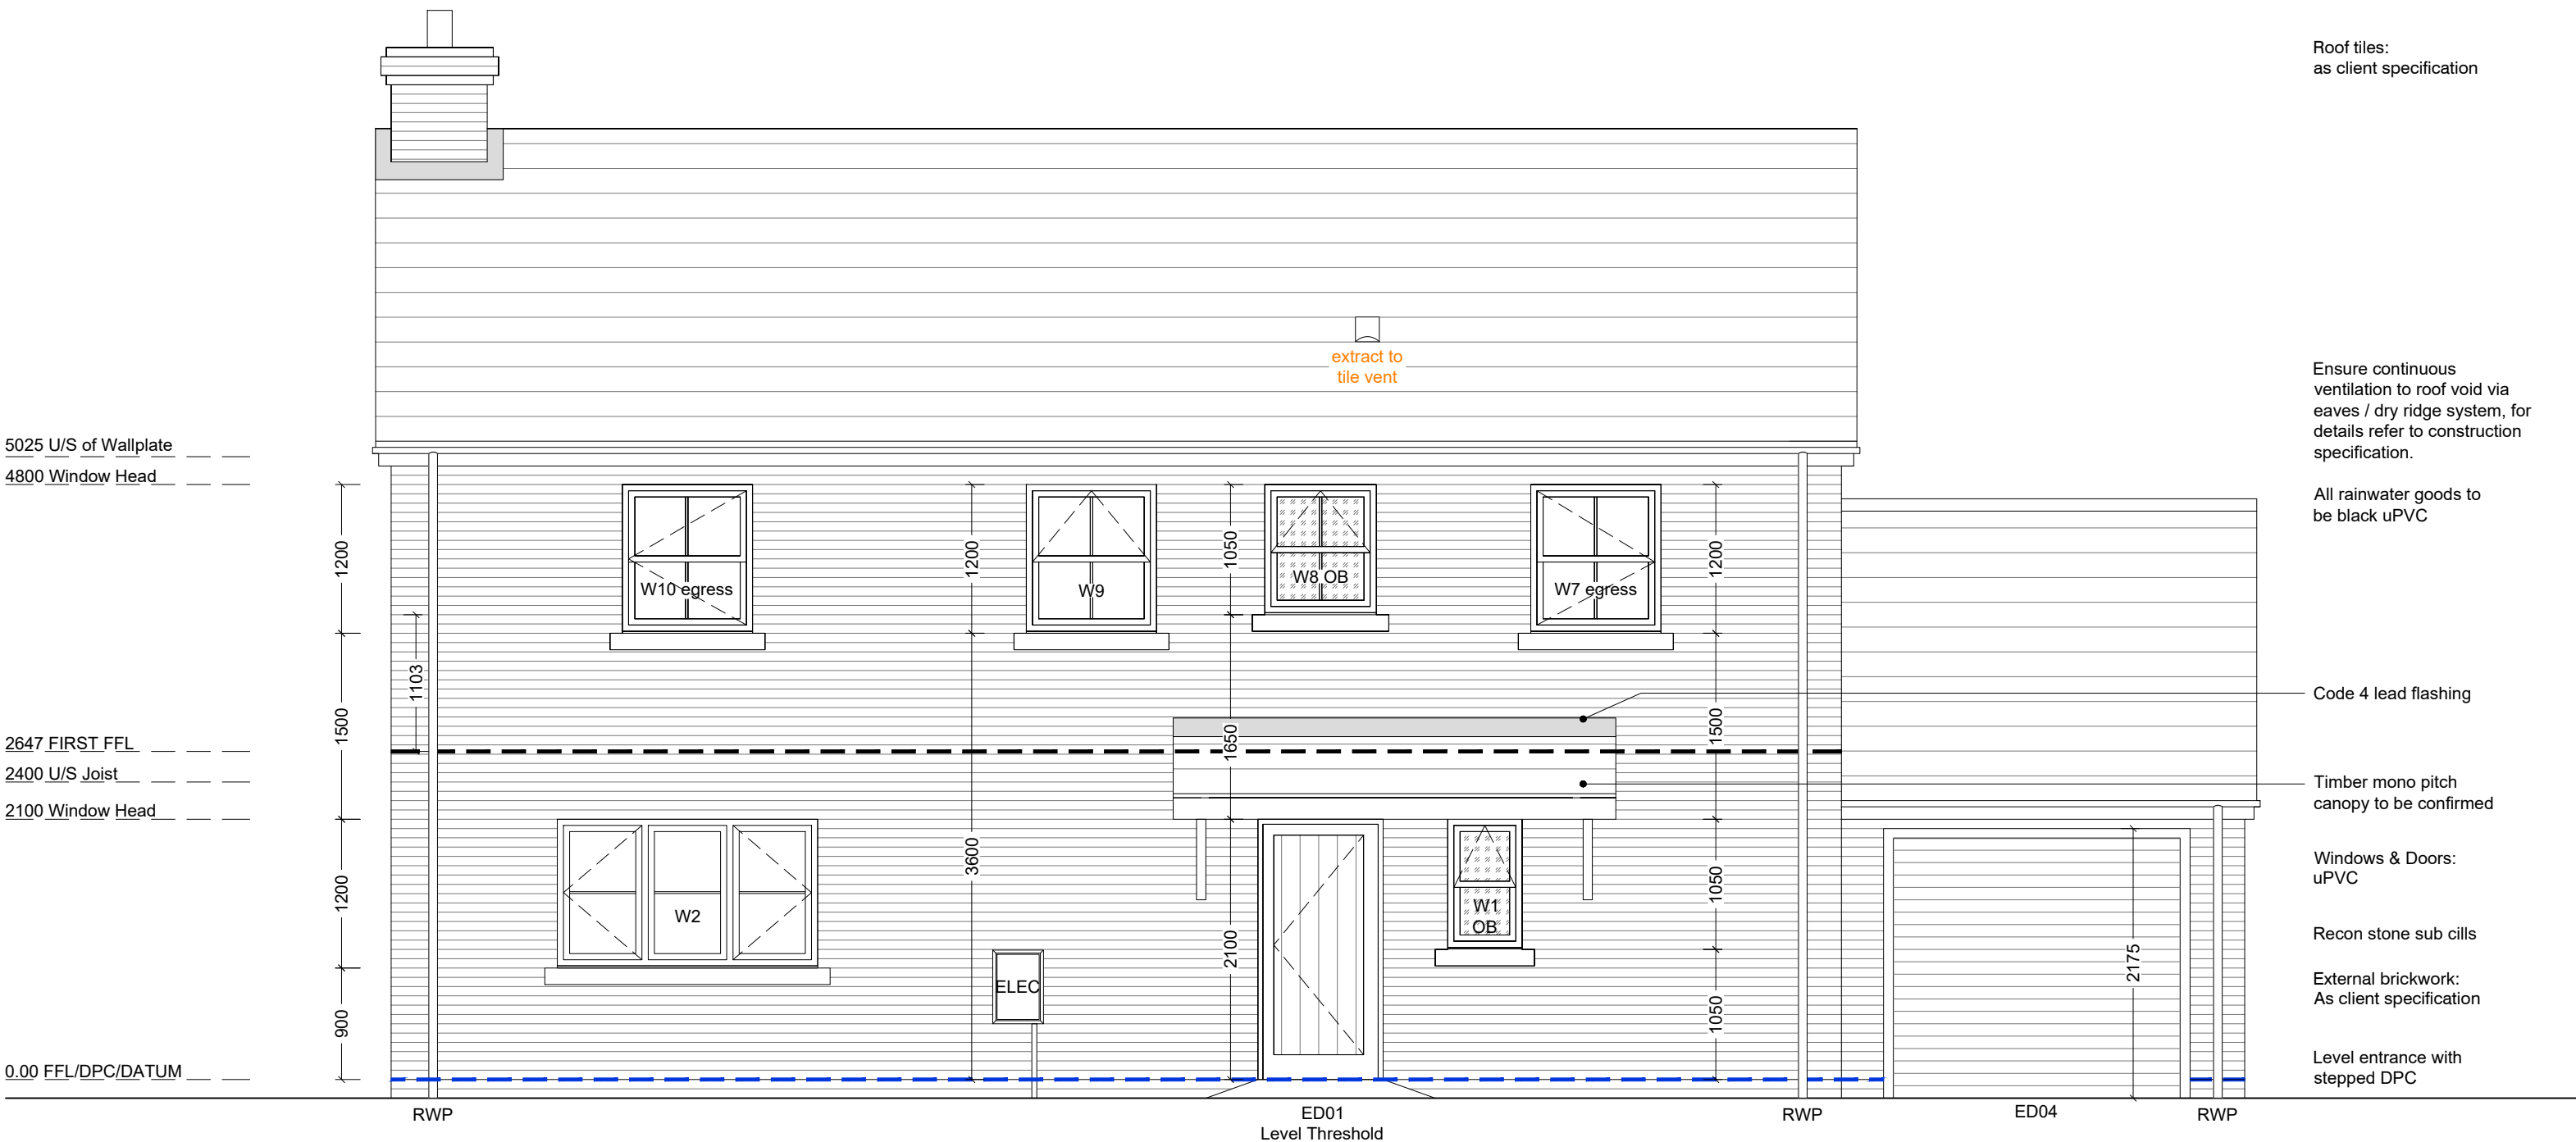 Roof tiles:
as client specification
extract to
tile vent
Ensure continuous
ventilation to roof void via
eaves / dry ridge system, for
details refer to construction
specification.
All rainwater goods to
be black uPVC
5025 U/S of Wallplate
4800 Window Head
2647 FIRST FFL
2400 U/S Joist
2100 Window Head
0.00 FFL/DPC/DATUM
1200
1103
1500
1200
900
W10 egress
1200
3600
W9
1050
1650
2100
W8 OB
W7 egress
1200
1500
1050
1050
W2
ELEC
W1
OB
2175
Code 4 lead flashing
Timber mono pitch
canopy to be confirmed
Windows & Doors:
uPVC
Recon stone sub cills
External brickwork:
As client specification
Level entrance with
stepped DPC
RWP
ED01
Level Threshold
RWP
ED04
RWP